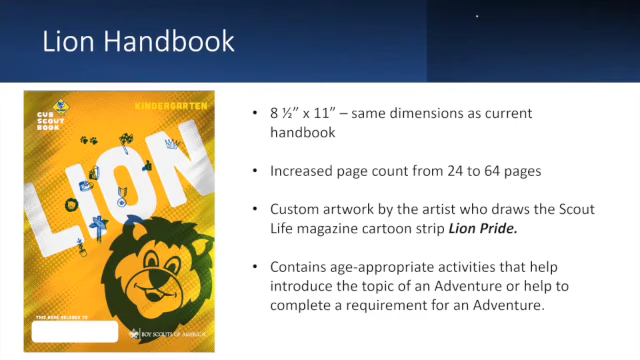 Lion Handbook
CUB
SCOUT
BOOK
KINDERGARTEN
LION
THIS BOOK BELONGS TO
BOY SCOUTS OF AMERICA
• 8 ½” x 11” – same dimensions as current
handbook
• Increased page count from 24 to 64 pages
• Custom artwork by the artist who draws the Scout
Life magazine cartoon strip Lion Pride.
• Contains age-appropriate activities that help
introduce the topic of an Adventure or help to
complete a requirement for an Adventure.